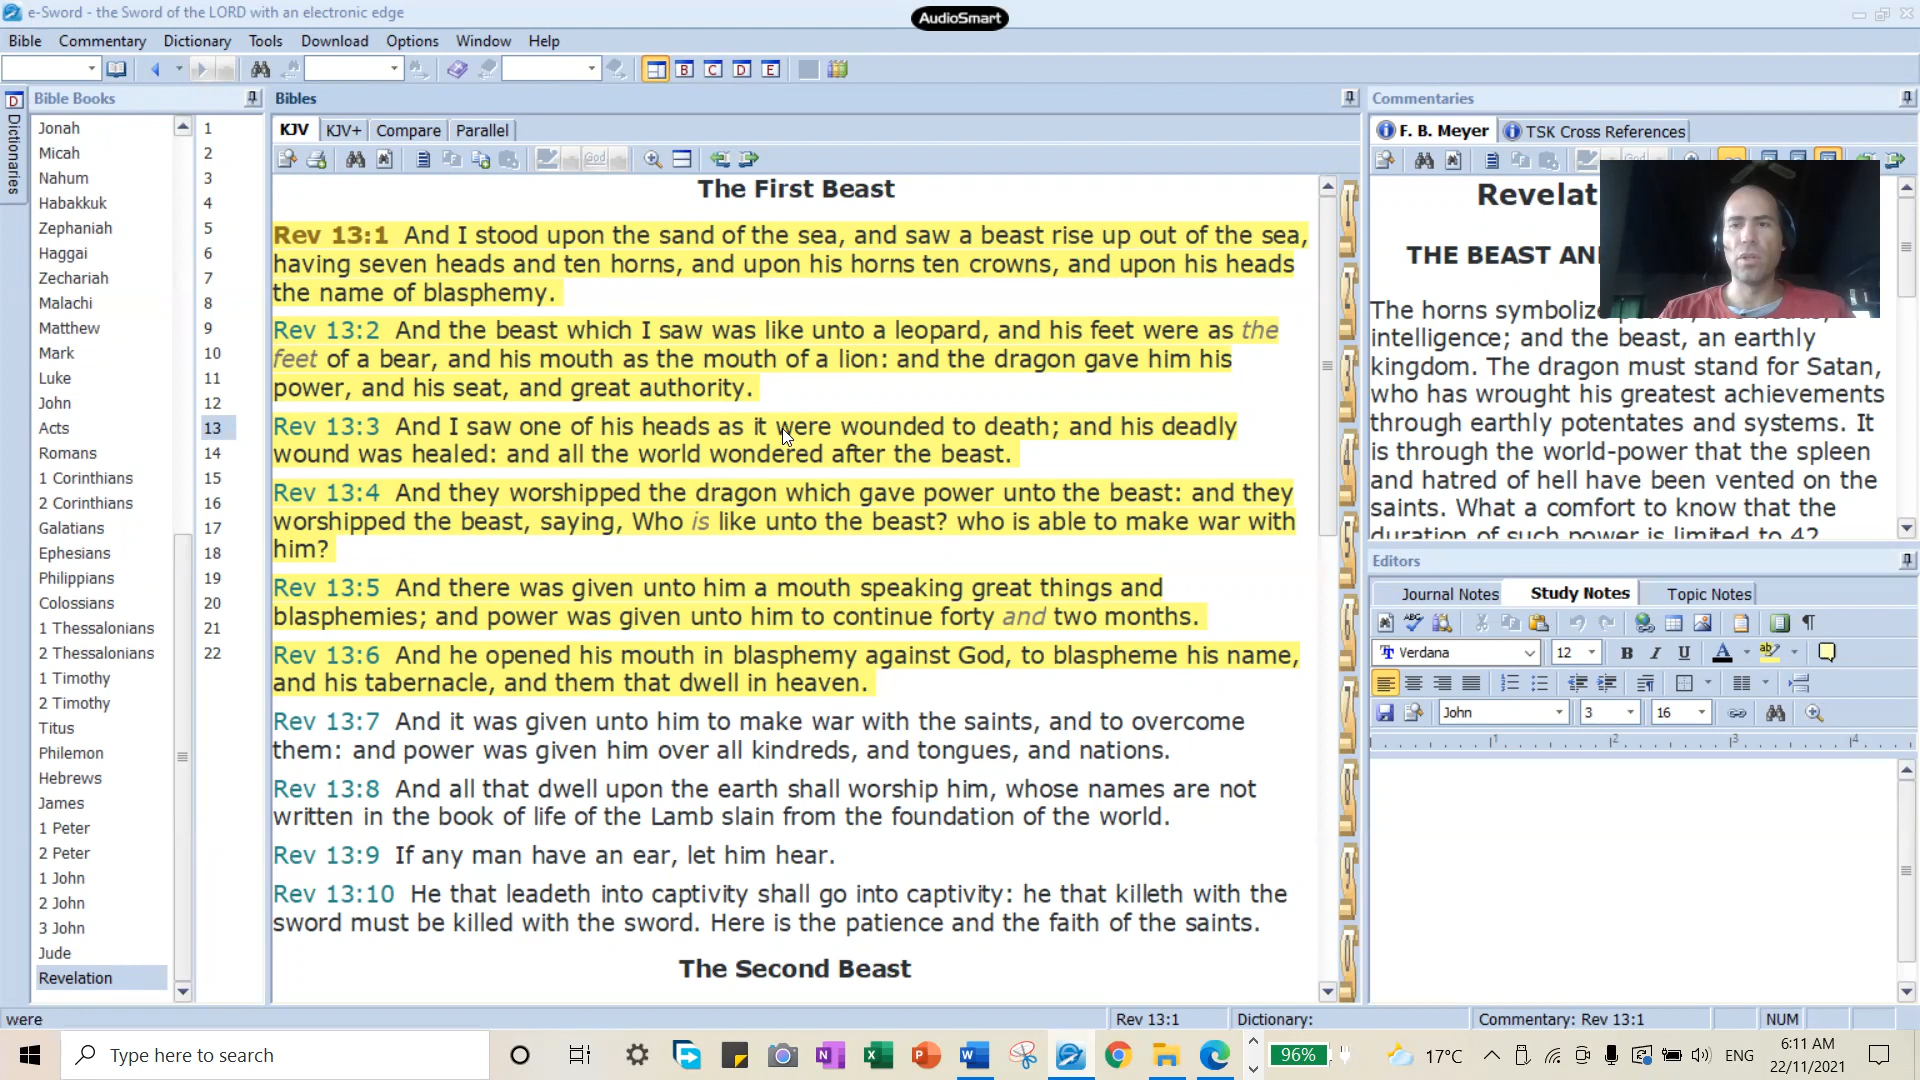 e-Sword - the Sword of the LORD with an electronic edge
AudioSmart
Bible Commentary Dictionary Tools Download Options Window Help
B C D E
D Dictionaries
Bible Books
Jonah
Micah
Nahum
Habakkuk
Zephaniah
Haggai
Zechariah
Malachi
Matthew
Mark
Luke
John
Acts
Romans
1 Corinthians
2 Corinthians
Galatians
Ephesians
Philippians
Colossians
1 Thessalonians
2 Thessalonians
1 Timothy
2 Timothy
Titus
Philemon
Hebrews
James
1 Peter
2 Peter
1 John
2 John
3 John
Jude
Revelation
1
2
3
4
5
6
7
8
9
10
11
12
13
14
15
16
17
18
19
20
21
22
Bibles
KJV KJV+ Compare Parallel
God
The First Beast
Rev 13:1 And I stood upon the sand of the sea, and saw a beast rise up out of the sea,
having seven heads and ten horns, and upon his horns ten crowns, and upon his heads
the name of blasphemy.
Rev 13:2 And the beast which I saw was like unto a leopard, and his feet were as the
feet of a bear, and his mouth as the mouth of a lion: and the dragon gave him his
power, and his seat, and great authority.
Rev 13:3 And I saw one of his heads as it were wounded to death; and his deadly
wound was healed: and all the world wondered after the beast.
Rev 13:4 And they worshipped the dragon which gave power unto the beast: and they
worshipped the beast, saying, Who is like unto the beast? who is able to make war with
him?
Rev 13:5 And there was given unto him a mouth speaking great things and
blasphemies; and power was given unto him to continue forty and two months.
Rev 13:6 And he opened his mouth in blasphemy against God, to blaspheme his name,
and his tabernacle, and them that dwell in heaven.
Rev 13:7 And it was given unto him to make war with the saints, and to overcome
them: and power was given him over all kindreds, and tongues, and nations.
Rev 13:8 And all that dwell upon the earth shall worship him, whose names are not
written in the book of life of the Lamb slain from the foundation of the world.
Rev 13:9 If any man have an ear, let him hear.
Rev 13:10 He that leadeth into captivity shall go into captivity: he that killeth with the
sword must be killed with the sword. Here is the patience and the faith of the saints.
The Second Beast
1
2
3
4
5
6
7
8
9
0
Commentaries
F. B. Meyer TSK Cross References
Revelat
THE BEAST AN
The horns symbolize
intelligence; and the beast, an earthly
kingdom. The dragon must stand for Satan,
who has wrought his greatest achievements
through earthly potentates and systems. It
is through the world-power that the spleen
and hatred of hell have been vented on the
saints. What a comfort to know that the
duration of such power is limited to 42
Editors
Journal Notes Study Notes Topic Notes
Verdana 12 B I U A ab
John 3 16
1 2 3 4
were
Rev 13:1 Dictionary: Commentary: Rev 13:1 NUM
Type here to search
96% 17°C ENG
6:11 AM
22/11/2021